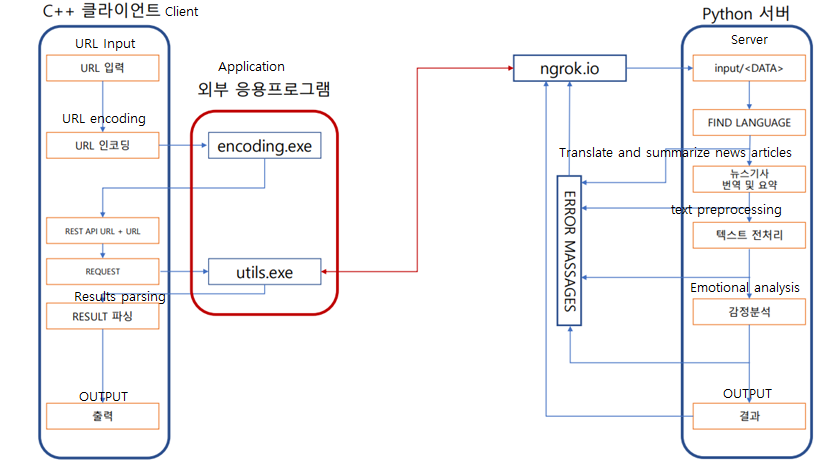 C++ 클라이언트 Client
URL Input
URL 입력
URL encoding
URL 인코딩
REST API URL + URL
REQUEST
Results parsing
RESULT 파싱
OUTPUT
출력
Application
외부 응용프로그램
encoding.exe
utils.exe
ngrok.io
Translate and summarize news articles
ERROR MASSAGES
Python 서버
Server
input/<DATA>
FIND LANGUAGE
뉴스기사
번역 및 요약
text preprocessing
텍스트 전처리
Emotional analysis
감정분석
OUTPUT
결과